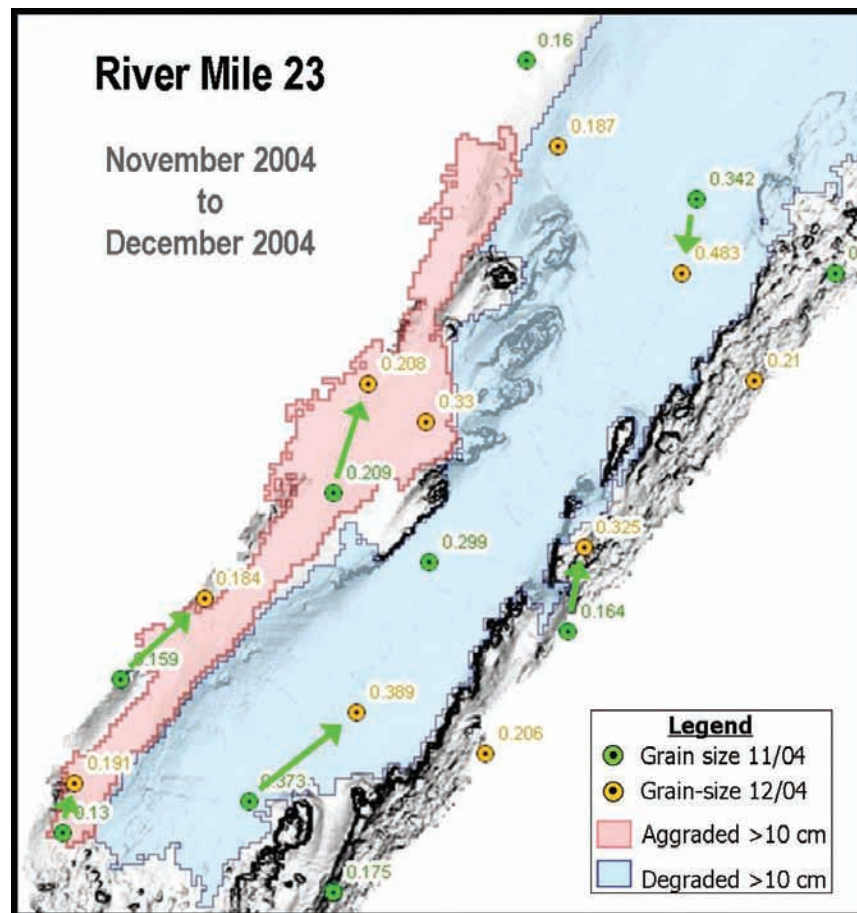 River Mile 23
November 2004
to
December 2004
0.16
0.187
0.342
0.483
0.21
0.208
0.33
0.209
0.299
0.325
0.184
0.164
0.159
0.389
0.206
0.191
0.373
0.13
0.175
Legend
Grain size 11/04
Grain-size 12/04
Aggraded >10 cm
Degraded >10 cm